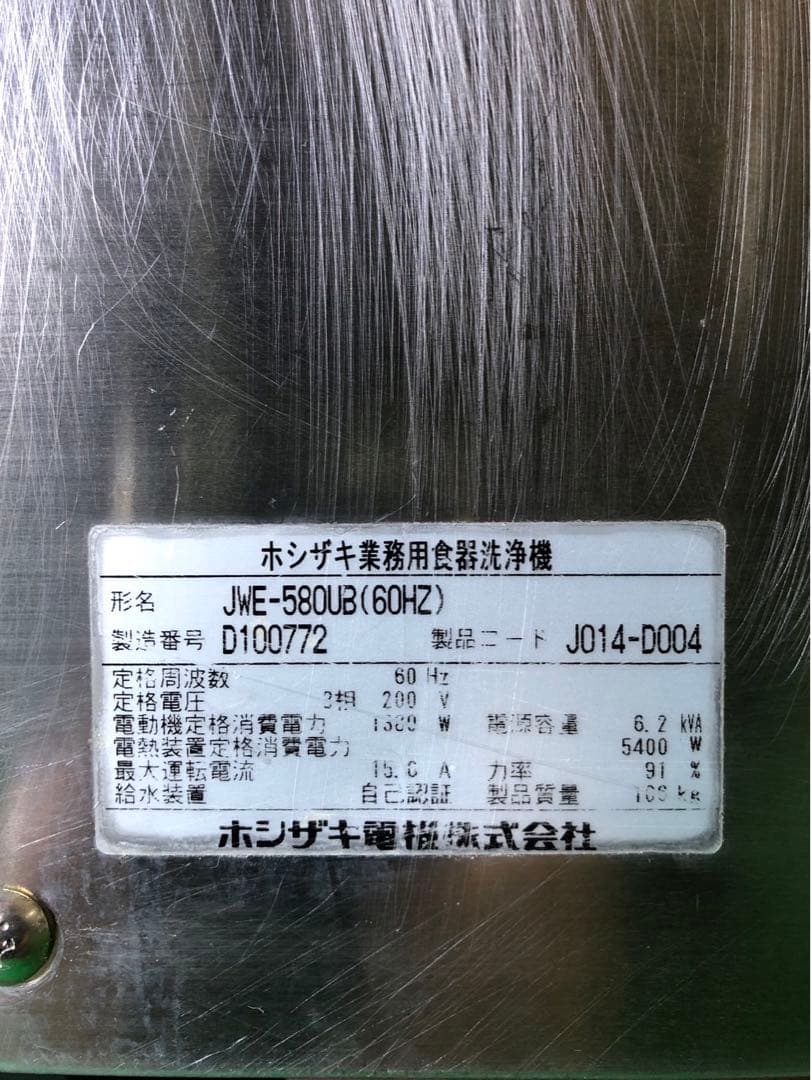 ホシザキ業務用食器洗浄機
形名 JWE-580UB(60HZ)
製造番号 D100772 製品コード J014-D004
定格周波数 60 Hz
定格電圧 3相 200 V
電動機定格消費電力 W 電源容量 6.2 kVA
電熱装置定格消費電力 5400 W
最大運転電流 A 力率 91 %
給水装置 自己認証 製品質量 kg
ホシザキ電機株式会社